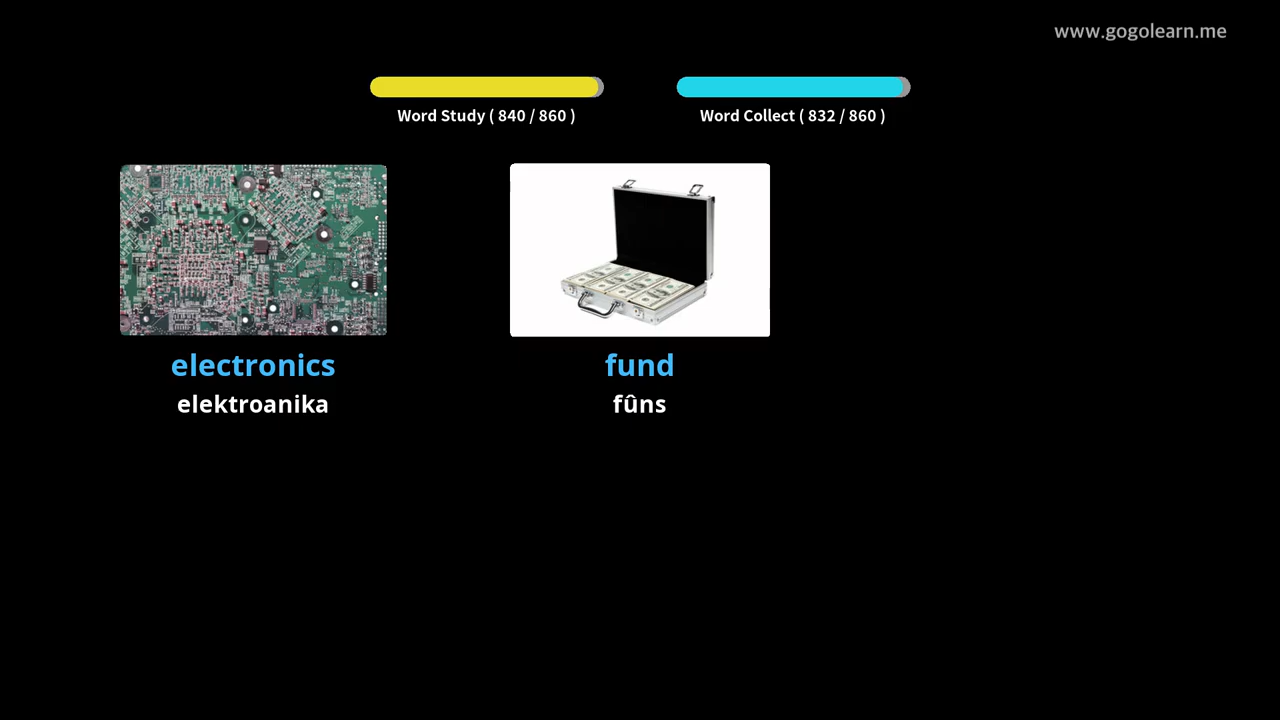 www.gogolearn.me
Word Study ( 840 / 860 )
Word Collect ( 832 / 860 )
electronics
elektroanika
fund
fûns